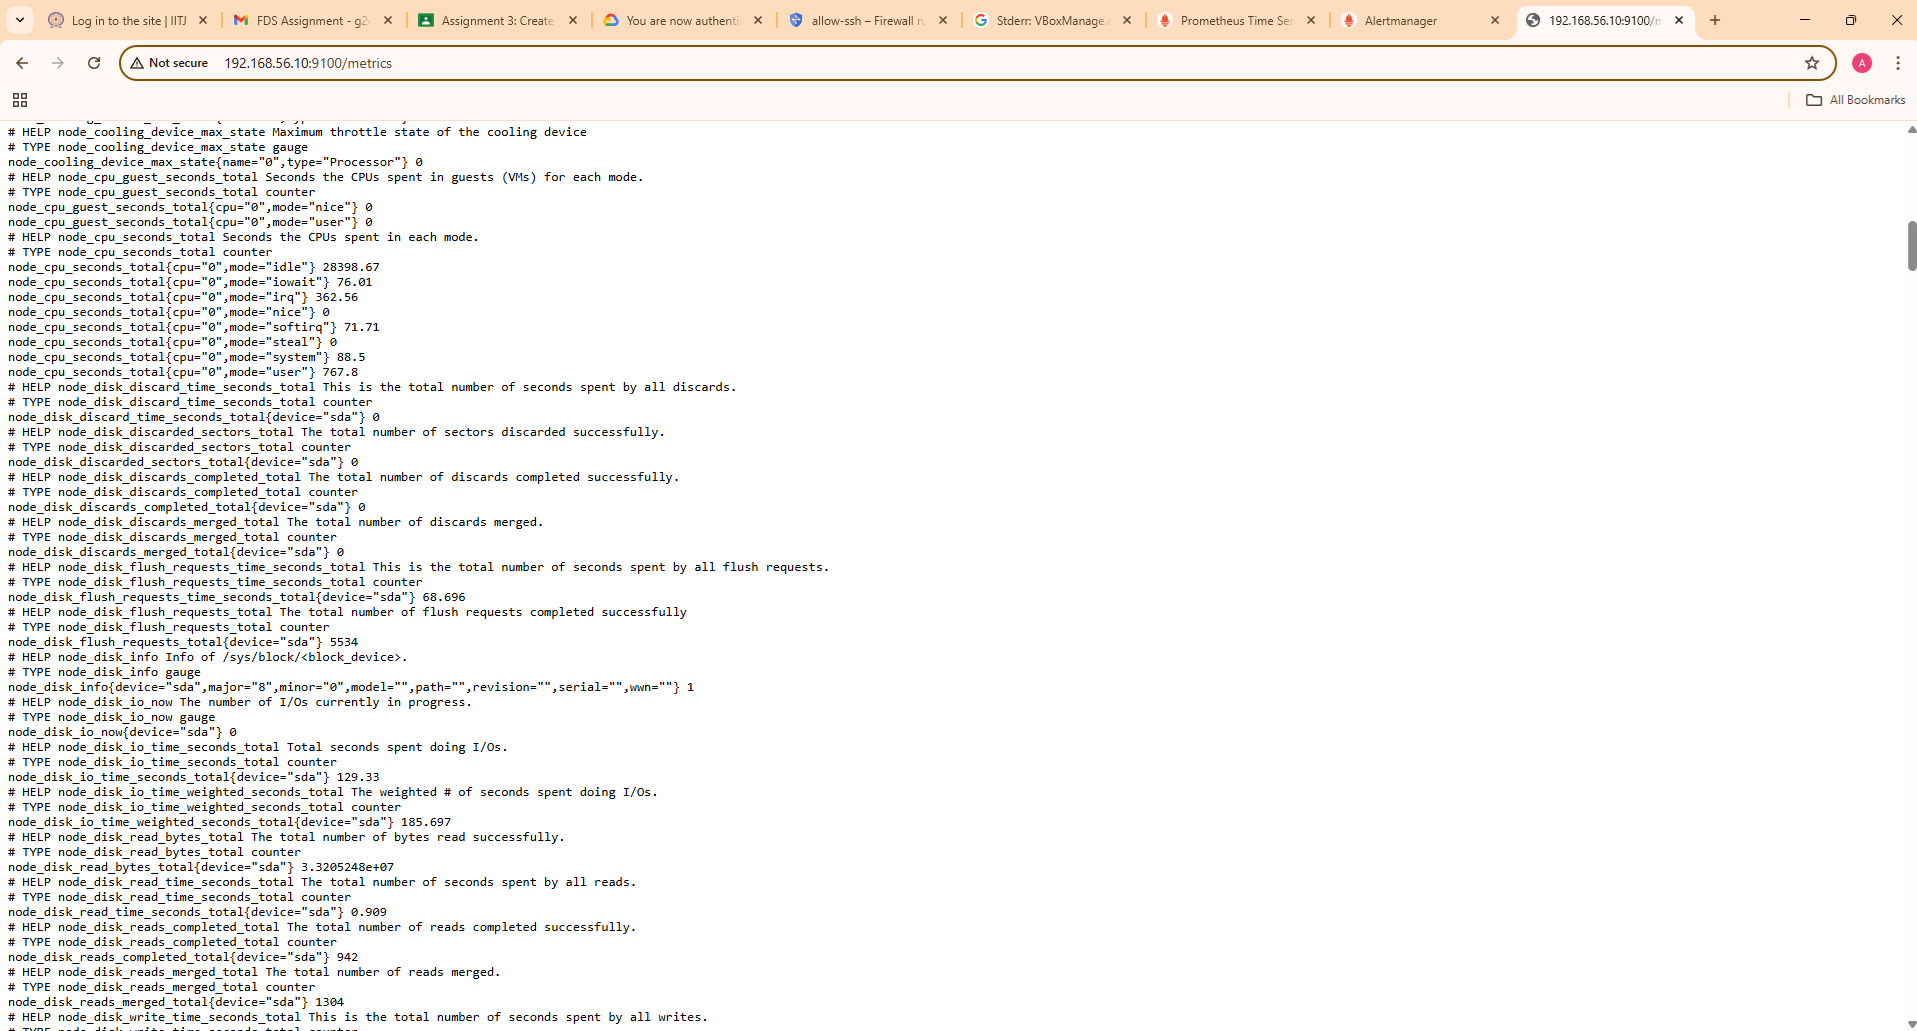 Log in to the site | IITJ
FDS Assignment - g2
Assignment 3: Create
You are now authenti
allow-ssh – Firewall ru
Stderr: VBoxManage.
Prometheus Time Ser
Alertmanager
192.168.56.10:9100/m
Not secure 192.168.56.10:9100/metrics
A
All Bookmarks
# HELP node_cooling_device_max_state Maximum throttle state of the cooling device
# TYPE node_cooling_device_max_state gauge
node_cooling_device_max_state{name="0",type="Processor"} 0
# HELP node_cpu_guest_seconds_total Seconds the CPUs spent in guests (VMs) for each mode.
# TYPE node_cpu_guest_seconds_total counter
node_cpu_guest_seconds_total{cpu="0",mode="nice"} 0
node_cpu_guest_seconds_total{cpu="0",mode="user"} 0
# HELP node_cpu_seconds_total Seconds the CPUs spent in each mode.
# TYPE node_cpu_seconds_total counter
node_cpu_seconds_total{cpu="0",mode="idle"} 28398.67
node_cpu_seconds_total{cpu="0",mode="iowait"} 76.01
node_cpu_seconds_total{cpu="0",mode="irq"} 362.56
node_cpu_seconds_total{cpu="0",mode="nice"} 0
node_cpu_seconds_total{cpu="0",mode="softirq"} 71.71
node_cpu_seconds_total{cpu="0",mode="steal"} 0
node_cpu_seconds_total{cpu="0",mode="system"} 88.5
node_cpu_seconds_total{cpu="0",mode="user"} 767.8
# HELP node_disk_discard_time_seconds_total This is the total number of seconds spent by all discards.
# TYPE node_disk_discard_time_seconds_total counter
node_disk_discard_time_seconds_total{device="sda"} 0
# HELP node_disk_discarded_sectors_total The total number of sectors discarded successfully.
# TYPE node_disk_discarded_sectors_total counter
node_disk_discarded_sectors_total{device="sda"} 0
# HELP node_disk_discards_completed_total The total number of discards completed successfully.
# TYPE node_disk_discards_completed_total counter
node_disk_discards_completed_total{device="sda"} 0
# HELP node_disk_discards_merged_total The total number of discards merged.
# TYPE node_disk_discards_merged_total counter
node_disk_discards_merged_total{device="sda"} 0
# HELP node_disk_flush_requests_time_seconds_total This is the total number of seconds spent by all flush requests.
# TYPE node_disk_flush_requests_time_seconds_total counter
node_disk_flush_requests_time_seconds_total{device="sda"} 68.696
# HELP node_disk_flush_requests_total The total number of flush requests completed successfully
# TYPE node_disk_flush_requests_total counter
node_disk_flush_requests_total{device="sda"} 5534
# HELP node_disk_info Info of /sys/block/<block_device>.
# TYPE node_disk_info gauge
node_disk_info{device="sda",major="8",minor="0",model="",path="",revision="",serial="",wwn=""} 1
# HELP node_disk_io_now The number of I/Os currently in progress.
# TYPE node_disk_io_now gauge
node_disk_io_now{device="sda"} 0
# HELP node_disk_io_time_seconds_total Total seconds spent doing I/Os.
# TYPE node_disk_io_time_seconds_total counter
node_disk_io_time_seconds_total{device="sda"} 129.33
# HELP node_disk_io_time_weighted_seconds_total The weighted # of seconds spent doing I/Os.
# TYPE node_disk_io_time_weighted_seconds_total counter
node_disk_io_time_weighted_seconds_total{device="sda"} 185.697
# HELP node_disk_read_bytes_total The total number of bytes read successfully.
# TYPE node_disk_read_bytes_total counter
node_disk_read_bytes_total{device="sda"} 3.3205248e+07
# HELP node_disk_read_time_seconds_total The total number of seconds spent by all reads.
# TYPE node_disk_read_time_seconds_total counter
node_disk_read_time_seconds_total{device="sda"} 0.909
# HELP node_disk_reads_completed_total The total number of reads completed successfully.
# TYPE node_disk_reads_completed_total counter
node_disk_reads_completed_total{device="sda"} 942
# HELP node_disk_reads_merged_total The total number of reads merged.
# TYPE node_disk_reads_merged_total counter
node_disk_reads_merged_total{device="sda"} 1304
# HELP node_disk_write_time_seconds_total This is the total number of seconds spent by all writes.
# TYPE node_disk_write_time_seconds_total counter